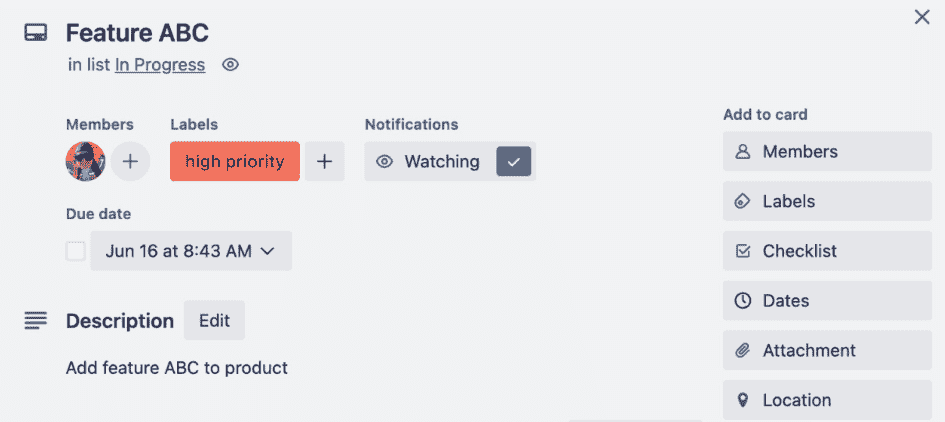 Feature ABC
in list In Progress
Members
Labels
Notifications
high priority
Watching
Due date
Jun 16 at 8:43 AM
Description
Edit
Add feature ABC to product
Add to card
Members
Labels
Checklist
Dates
Attachment
Location